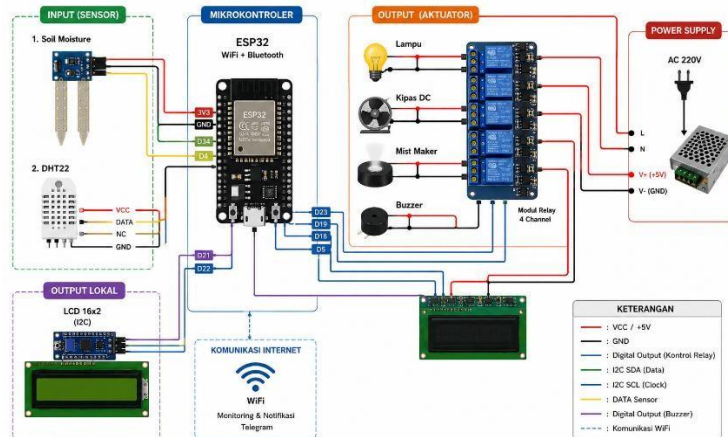 INPUT (SENSOR)
1. Soil Moisture
2. DHT22
VCC
DATA
NC
GND
MIKROKONTROLER
ESP32
WiFi + Bluetooth
ESP32
3V3
GND
D34
D4
D23
D19
D18
D5
D21
D22
OUTPUT (AKTUATOR)
Lampu
Kipas DC
Mist Maker
Buzzer
Modul Relay
4 Channel
POWER SUPPLY
AC 220V
L
N
V+ (+5V)
V- (GND)
OUTPUT LOKAL
LCD 16x2
(I2C)
KOMUNIKASI INTERNET
WiFi
Monitoring & Notifikasi
Telegram
KETERANGAN
: VCC / +5V
: GND
: Digital Output (Kontrol Relay)
: I2C SDA (Data)
: I2C SCL (Clock)
: DATA Sensor
: Digital Output (Buzzer)
: Komunikasi WiFi